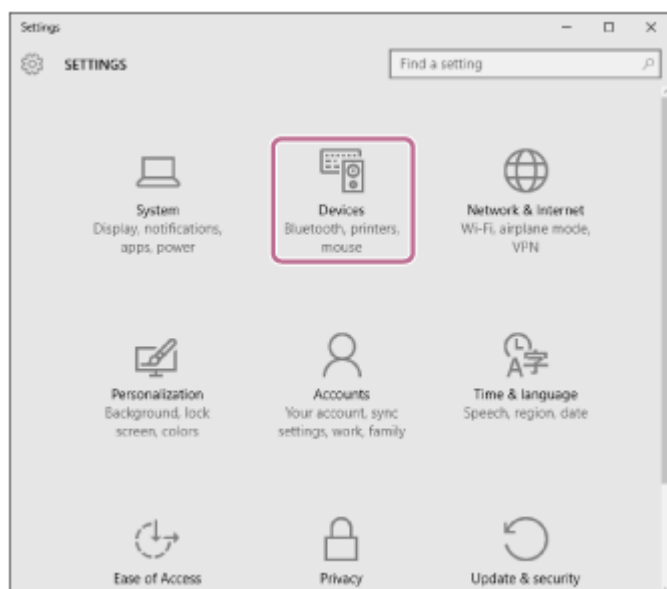 Settings
SETTINGS
Find a setting
System
Display, notifications,
apps, power
Devices
Bluetooth, printers,
mouse
Network & Internet
Wi-Fi, airplane mode,
VPN
Personalization
Background, lock
screen, colors
Accounts
Your account, sync
settings, work, family
Time & language
Speech, region, date
A字
Ease of Access
Privacy
Update & security